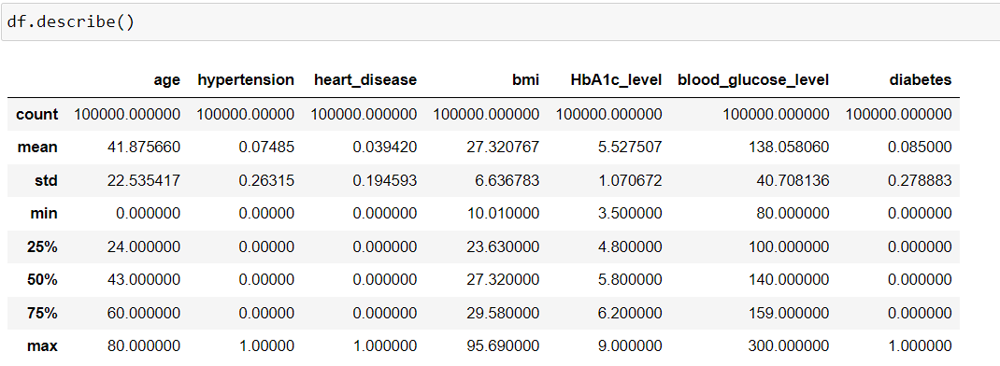 df.describe()
age hypertension heart_disease bmi HbA1c_level blood_glucose_level diabetes
count 100000.000000 100000.00000 100000.000000 100000.000000 100000.000000 100000.000000 100000.000000
mean 41.875660 0.07485 0.039420 27.320767 5.527507 138.058060 0.085000
std 22.535417 0.26315 0.194593 6.636783 1.070672 40.708136 0.278883
min 0.000000 0.00000 0.000000 10.010000 3.500000 80.000000 0.000000
25% 24.000000 0.00000 0.000000 23.630000 4.800000 100.000000 0.000000
50% 43.000000 0.00000 0.000000 27.320000 5.800000 140.000000 0.000000
75% 60.000000 0.00000 0.000000 29.580000 6.200000 159.000000 0.000000
max 80.000000 1.00000 1.000000 95.690000 9.000000 300.000000 1.000000